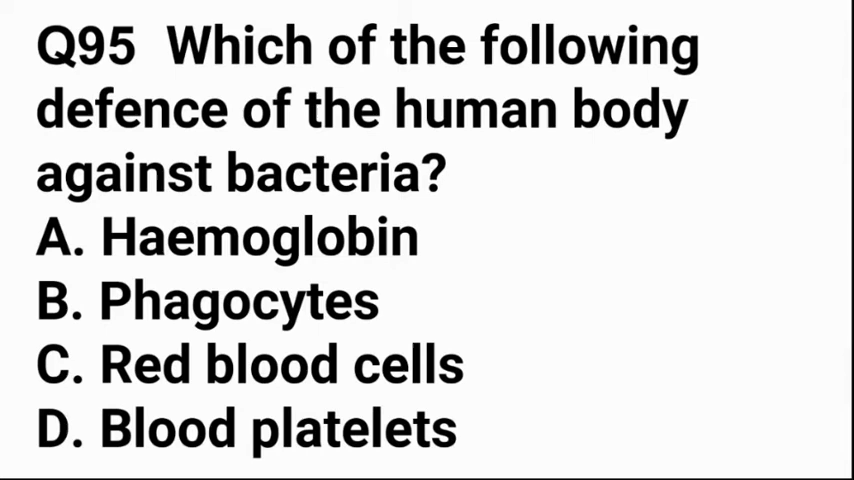 Q95 Which of the following
defence of the human body
against bacteria?
A. Haemoglobin
B. Phagocytes
C. Red blood cells
D. Blood platelets